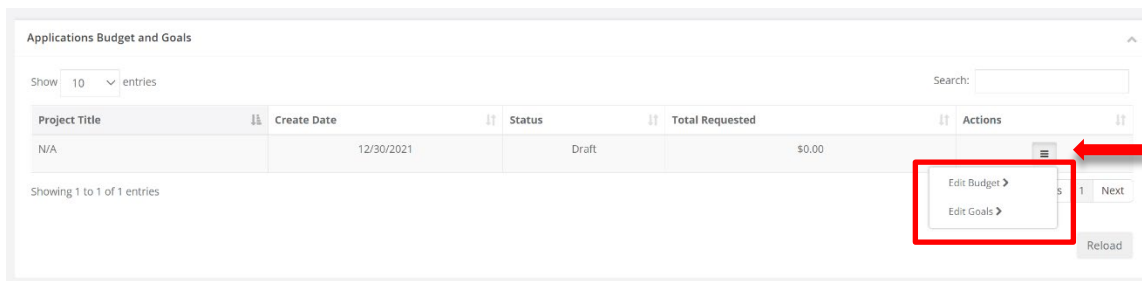 Applications Budget and Goals
Show 10 entries Search:
Project Title Create Date Status Total Requested Actions
N/A 12/30/2021 Draft $0.00
Edit Budget
Showing 1 to 1 of 1 entries s 1 Next
Edit Goals
Reload